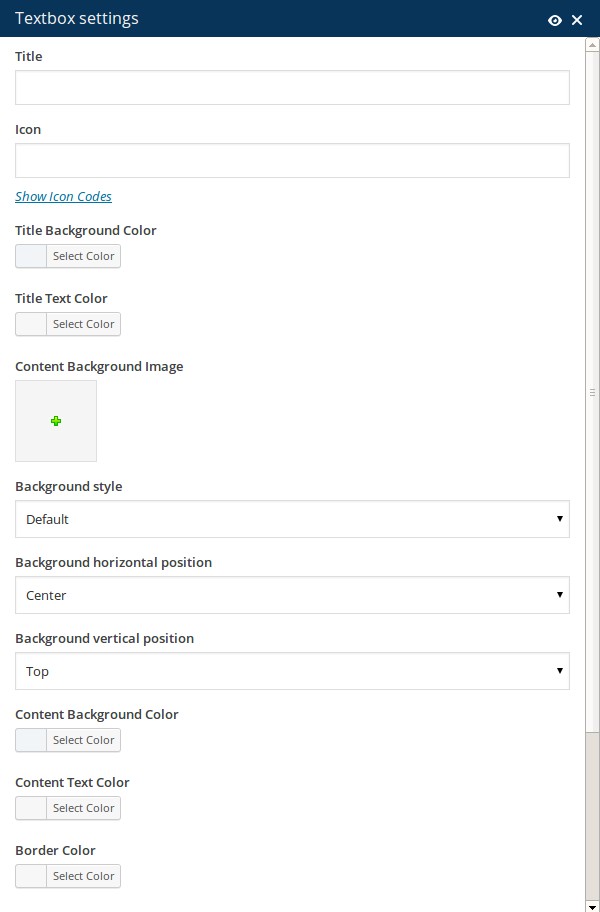 Textbox settings
Title
Icon
Show Icon Codes
Title Background Color
Select Color
Title Text Color
Select Color
Content Background Image
Background style
Default
Background horizontal position
Center
Background vertical position
Top
Content Background Color
Select Color
Content Text Color
Select Color
Border Color
Select Color